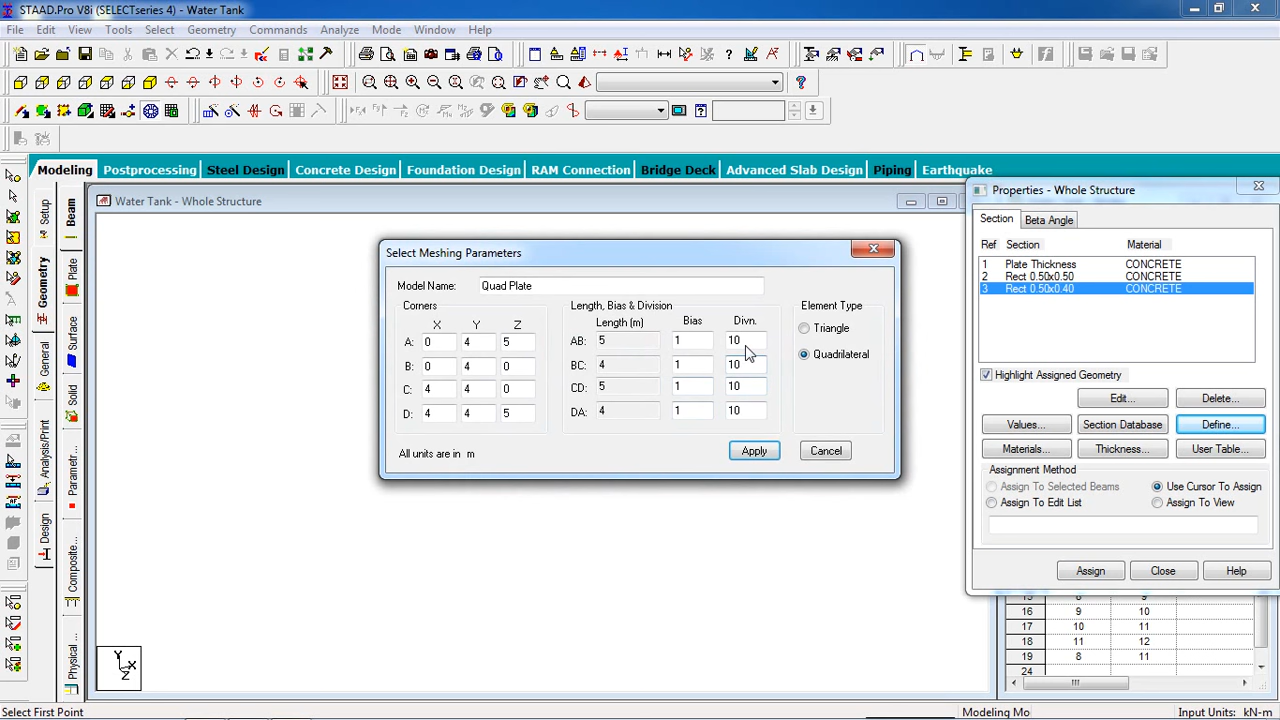 STAAD.Pro V8i (SELECTseries 4) - Water Tank
File Edit View Tools Select Geometry Commands Analyze Mode Window Help
Modeling Postprocessing Steel Design Concrete Design Foundation Design RAM Connection Bridge Deck Advanced Slab Design Piping Earthquake
Setup
Geometry
General
Analysis/Print
Design
Beam
Plate
Surface
Solid
Parametr...
Composite...
Physical ...
Water Tank - Whole Structure
Select Meshing Parameters
Model Name: Quad Plate
Corners
X Y Z
A: 0 4 5
B: 0 4 0
C: 4 4 0
D: 4 4 5
Length, Bias & Division
Length (m) Bias Divn.
AB: 5 1 10
BC: 4 1 10
CD: 5 1 10
DA: 4 1 10
Element Type
Triangle
Quadrilateral
All units are in m
Apply Cancel
Properties - Whole Structure
Section Beta Angle
Ref Section Material
1 Plate Thickness CONCRETE
2 Rect 0.50x0.50 CONCRETE
3 Rect 0.50x0.40 CONCRETE
Highlight Assigned Geometry
Edit... Delete...
Values... Section Database Define...
Materials... Thickness... User Table...
Assignment Method
Assign To Selected Beams Use Cursor To Assign
Assign To Edit List Assign To View
Assign Close Help
15 8 9
16 9 10
17 10 11
18 11 12
19 8 11
24
Y
X
Z
Select First Point
Modeling Mo
Input Units: kN-m